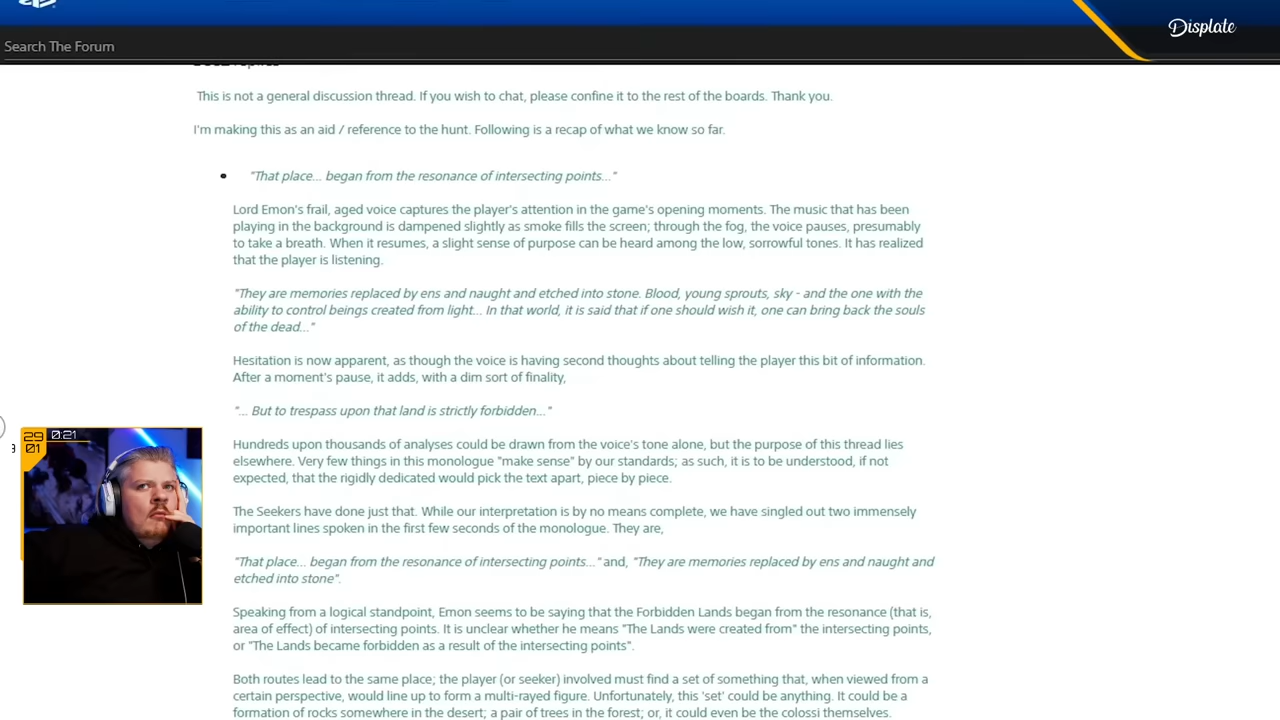 Displate
Search The Forum
This is not a general discussion thread. If you wish to chat, please confine it to the rest of the boards. Thank you.
I'm making this as an aid / reference to the hunt. Following is a recap of what we know so far.
• "That place... began from the resonance of intersecting points..."
Lord Emon's frail, aged voice captures the player's attention in the game's opening moments. The music that has been
playing in the background is dampened slightly as smoke fills the screen; through the fog, the voice pauses, presumably
to take a breath. When it resumes, a slight sense of purpose can be heard among the low, sorrowful tones. It has realized
that the player is listening.
"They are memories replaced by ens and naught and etched into stone. Blood, young sprouts, sky - and the one with the
ability to control beings created from light... In that world, it is said that if one should wish it, one can bring back the souls
of the dead..."
Hesitation is now apparent, as though the voice is having second thoughts about telling the player this bit of information.
After a moment's pause, it adds, with a dim sort of finality,
"... But to trespass upon that land is strictly forbidden..."
Hundreds upon thousands of analyses could be drawn from the voice's tone alone, but the purpose of this thread lies
elsewhere. Very few things in this monologue "make sense" by our standards; as such, it is to be understood, if not
expected, that the rigidly dedicated would pick the text apart, piece by piece.
The Seekers have done just that. While our interpretation is by no means complete, we have singled out two immensely
important lines spoken in the first few seconds of the monologue. They are,
"That place... began from the resonance of intersecting points..." and, "They are memories replaced by ens and naught and
etched into stone".
Speaking from a logical standpoint, Emon seems to be saying that the Forbidden Lands began from the resonance (that is,
area of effect) of intersecting points. It is unclear whether he means "The Lands were created from" the intersecting points,
or "The Lands became forbidden as a result of the intersecting points".
Both routes lead to the same place; the player (or seeker) involved must find a set of something that, when viewed from a
certain perspective, would line up to form a multi-rayed figure. Unfortunately, this 'set' could be anything. It could be a
formation of rocks somewhere in the desert; a pair of trees in the forest; or, it could even be the colossi themselves.
29
01
0:21